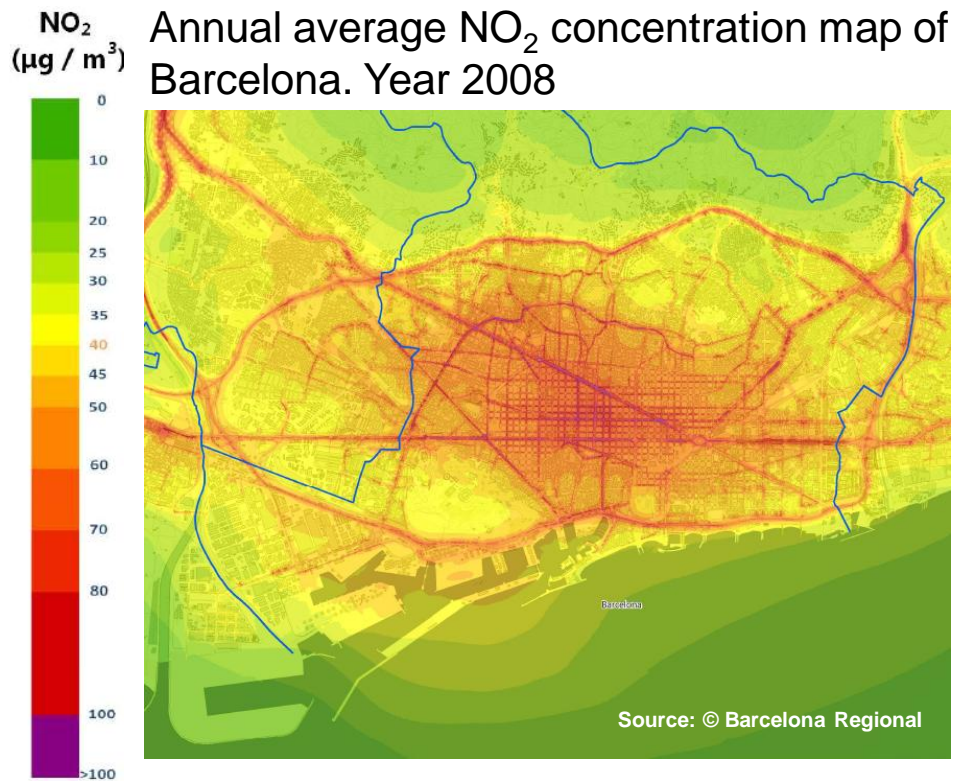 NO₂
(µg / m³)
Annual average NO₂ concentration map of
Barcelona. Year 2008
0
10
20
25
30
35
40
45
50
60
70
80
100
>100
Barcelona
Source: © Barcelona Regional